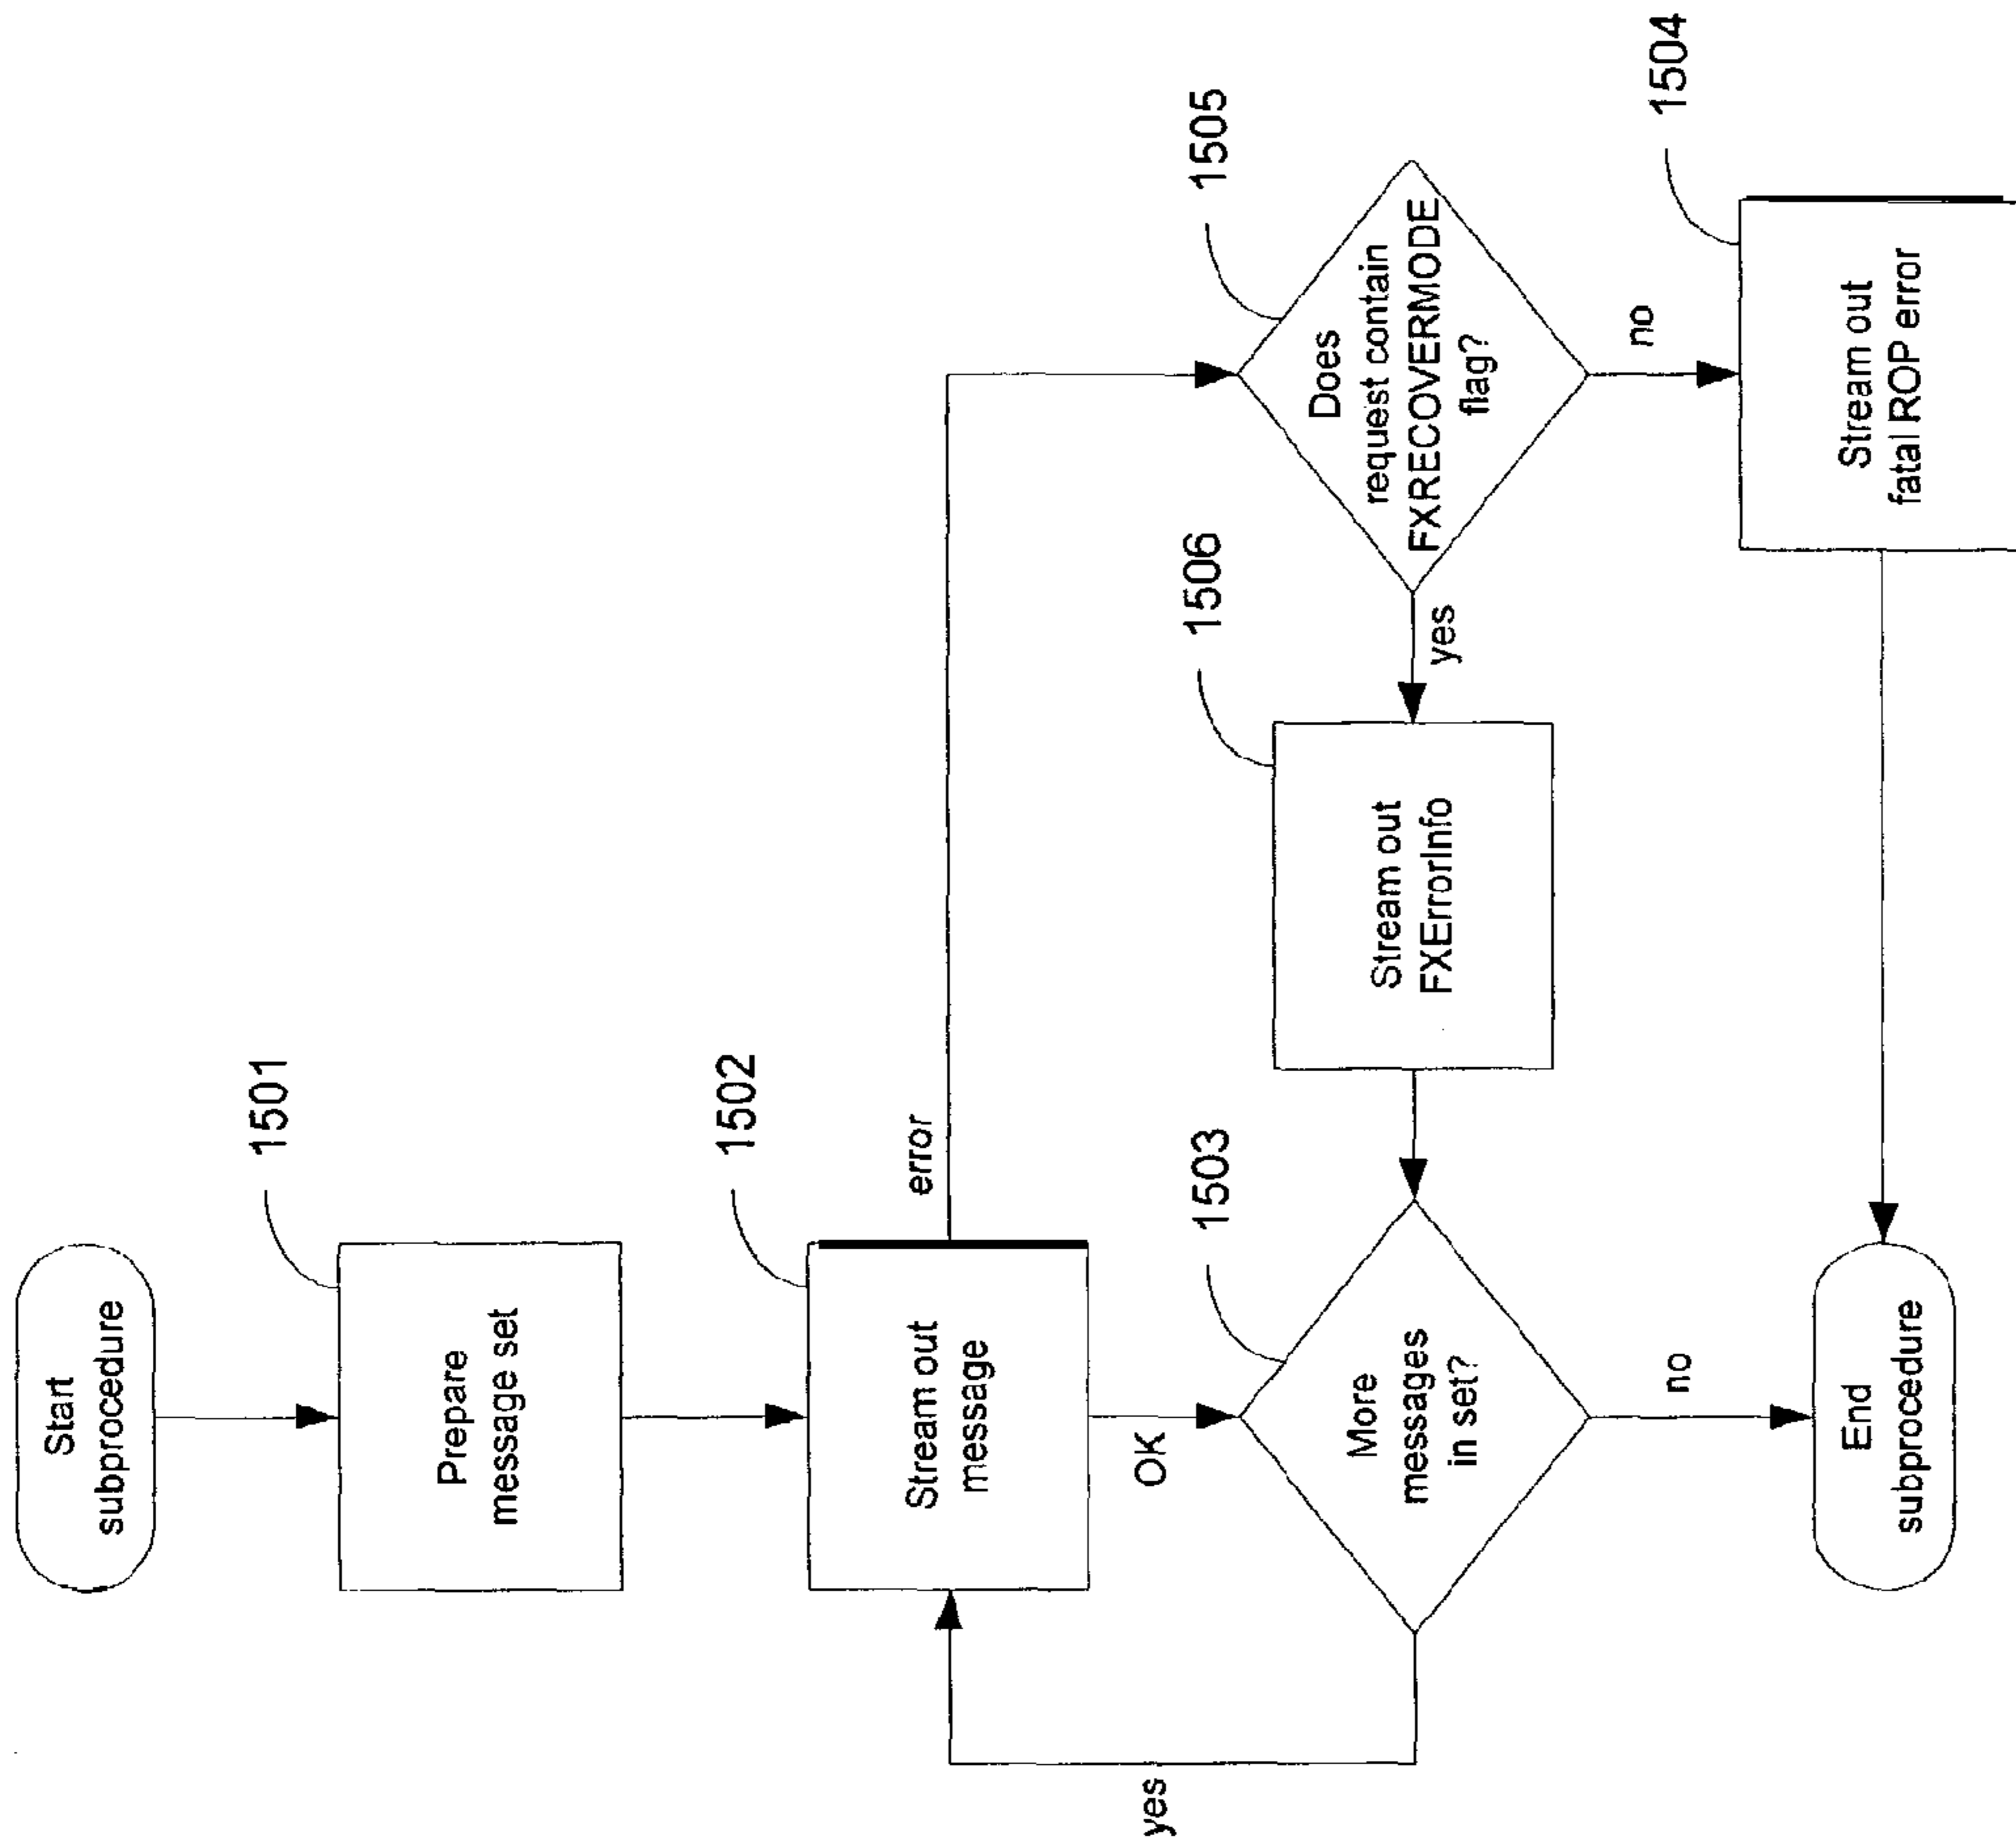 Start
subprocedure
1501
Prepare
message set
1502
Stream out
message
error
OK
1503
More
messages
in set?
yes
no
1505
Does
request contain
FXRECOVERMODE
flag?
yes
no
1506
Stream out
FXErrorInfo
1504
Stream out
fatal ROP error
End
subprocedure